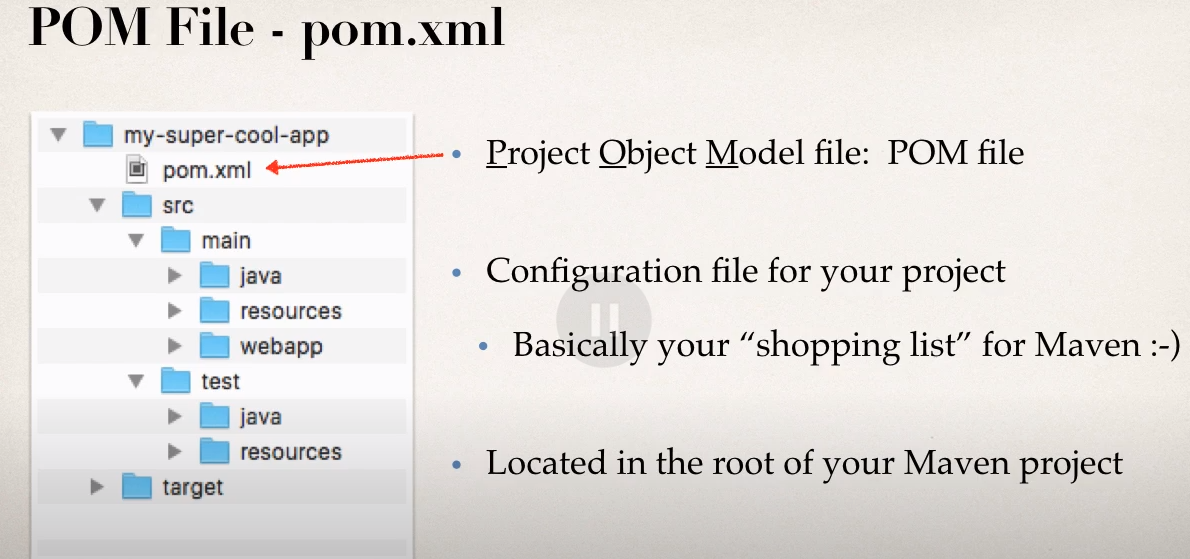 POM File - pom.xml
my-super-cool-app
pom.xml
src
main
java
resources
webapp
test
java
resources
target
Project Object Model file: POM file
Configuration file for your project
Basically your “shopping list” for Maven :-)
Located in the root of your Maven project